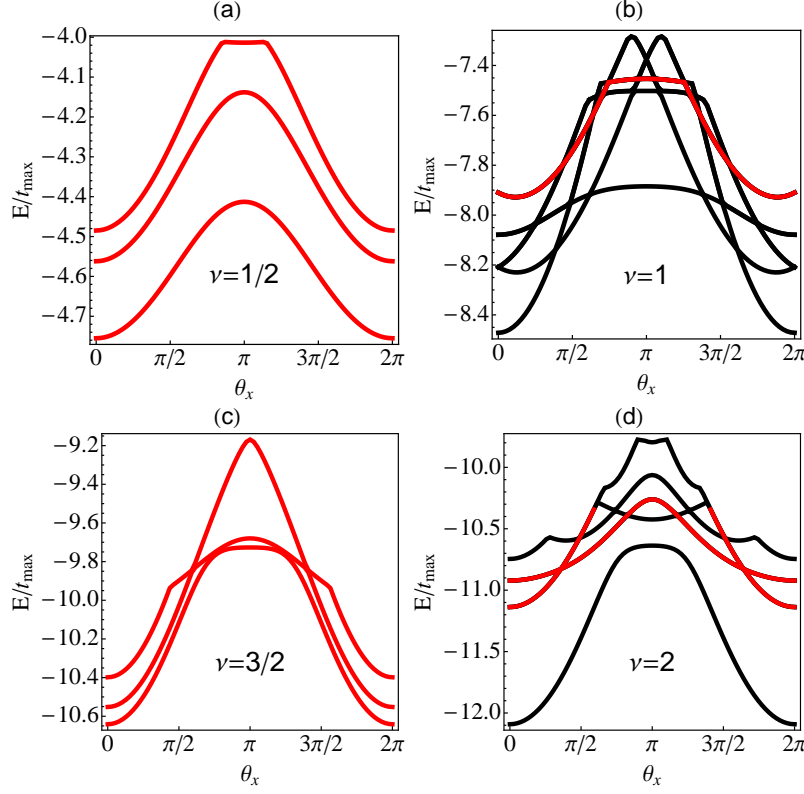 (a)
−4.0
−4.1
−4.2
−4.3
−4.4
−4.5
−4.6
−4.7
E/t_max
ν=1/2
0 π/2 π 3π/2 2π
θ_x
(b)
−7.4
−7.6
−7.8
−8.0
−8.2
−8.4
E/t_max
ν=1
0 π/2 π 3π/2 2π
θ_x
(c)
−9.2
−9.4
−9.6
−9.8
−10.0
−10.2
−10.4
−10.6
E/t_max
ν=3/2
0 π/2 π 3π/2 2π
θ_x
(d)
−10.0
−10.5
−11.0
−11.5
−12.0
E/t_max
ν=2
0 π/2 π 3π/2 2π
θ_x